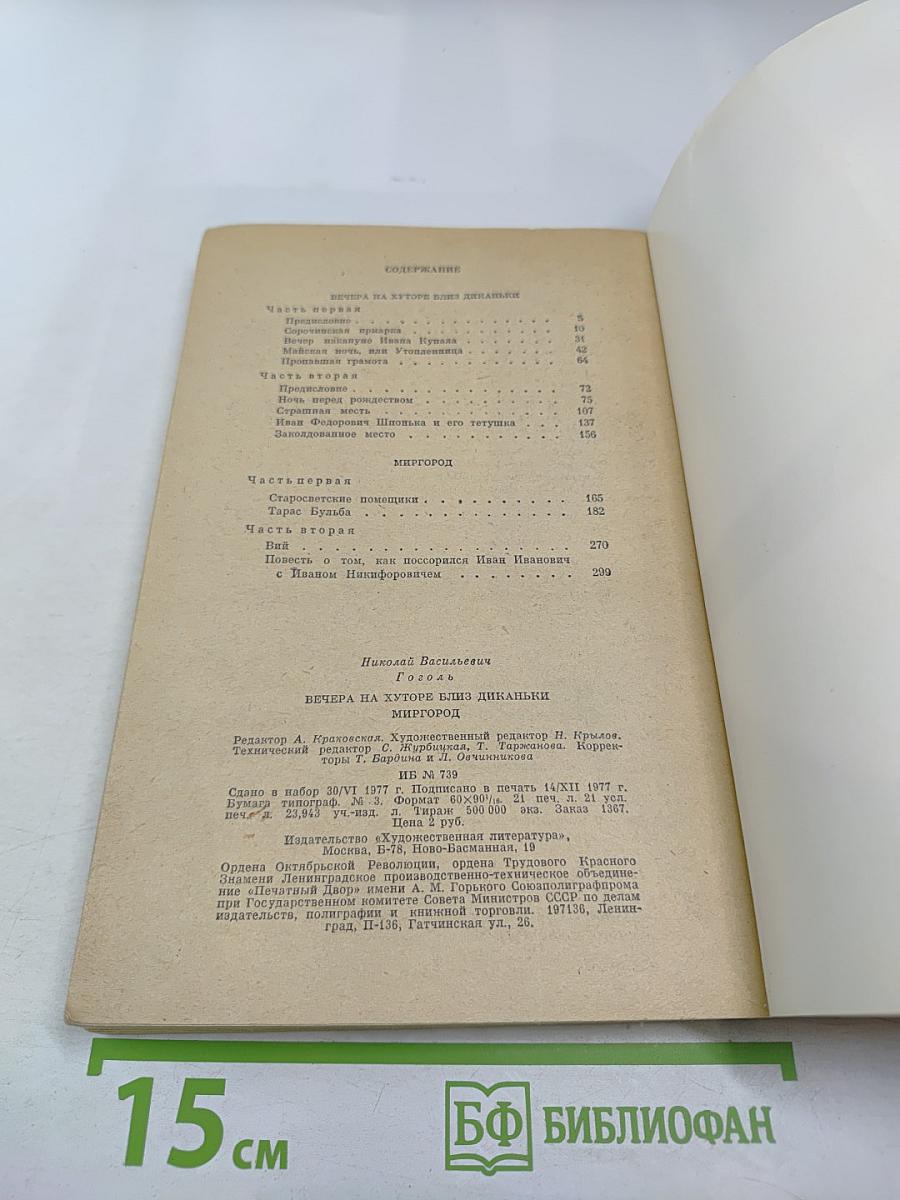 СОДЕРЖАНИЕ
ВЕЧЕРА НА ХУТОРЕ БЛИЗ ДИКАНЬКИ
Часть первая
Предисловие . . . . . . . . . . . . . . . 5
Сорочинская ярмарка . . . . . . . . . . . 10
Вечер накануне Ивана Купала . . . . . . . 31
Майская ночь, или Утопленница . . . . . . . 42
Пропавшая грамота . . . . . . . . . . . . 64
Часть вторая
Предисловие . . . . . . . . . . . . . . . 72
Ночь перед рождеством . . . . . . . . . . 75
Страшная месть . . . . . . . . . . . . . 107
Иван Федорович Шпонька и его тетушка . . . 137
Заколдованное место . . . . . . . . . . . 156
МИРГОРОД
Часть первая
Старосветские помещики . . . . . . . . . . 165
Тарас Бульба . . . . . . . . . . . . . . 182
Часть вторая
Вий . . . . . . . . . . . . . . . . . . 270
Повесть о том, как поссорился Иван Иванович
с Иваном Никифоровичем . . . . . . . . 299
Николай Васильевич
Гоголь
ВЕЧЕРА НА ХУТОРЕ БЛИЗ ДИКАНЬКИ
МИРГОРОД
Редактор А. Краковская. Художественный редактор Н. Крылов.
Технический редактор С. Журбицкая, Т. Таржанова. Коррек-
торы Т. Бардина и Л. Овчинникова
ИБ № 739
Сдано в набор 30/VI 1977 г. Подписано в печать 14/XII 1977 г.
Бумага типограф. № 3. Формат 60×90¹/₁₆. 21 печ. л. 21 усл.
печ. л. 23,943 уч.-изд. л. Тираж 500 000 экз. Заказ 1367.
Цена 2 руб.
Издательство «Художественная литература»,
Москва, Б-78, Ново-Басманная, 19
Ордена Октябрьской Революции, ордена Трудового Красного
Знамени Ленинградское производственно-техническое объедине-
ние «Печатный Двор» имени А. М. Горького Союзполиграфпрома
при Государственном комитете Совета Министров СССР по делам
издательств, полиграфии и книжной торговли. 197136, Ленин-
град, П-136, Гатчинская ул., 26.
15 см
БФ БИБЛИОФАН